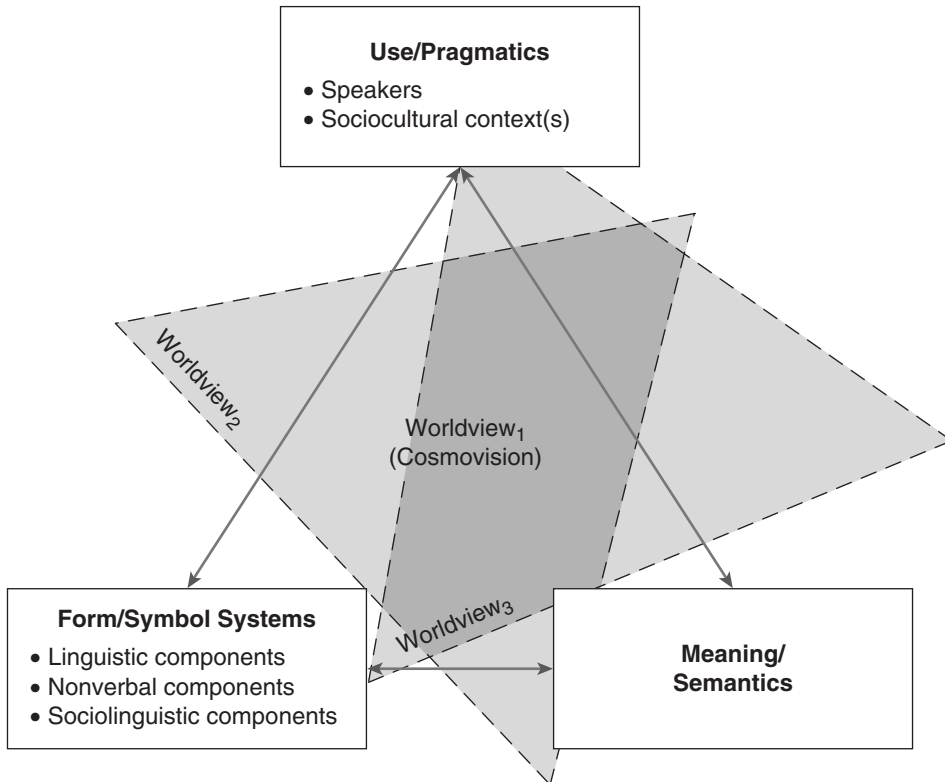 Use/Pragmatics
• Speakers
• Sociocultural context(s)
Worldview₂
Worldview₁
(Cosmovision)
Form/Symbol Systems
• Linguistic components
• Nonverbal components
• Sociolinguistic components
Worldview₃
Meaning/
Semantics